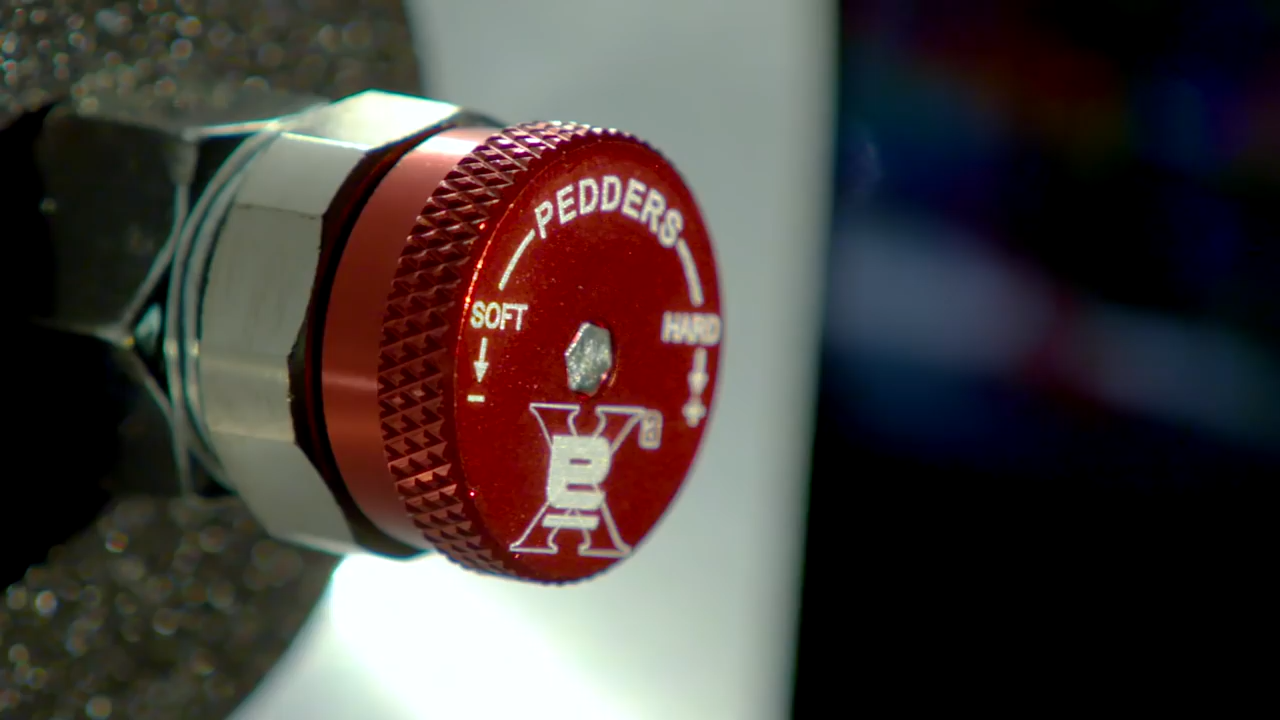 PEDDERS
SOFT
HARD
−
+
X